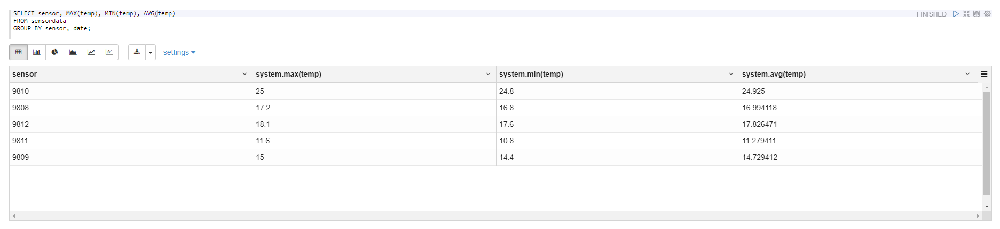 SELECT sensor, MAX(temp), MIN(temp), AVG(temp)
FROM sensordata
GROUP BY sensor, date;
FINISHED
settings
sensor system.max(temp) system.min(temp) system.avg(temp)
9810 25 24.8 24.925
9808 17.2 16.8 16.994118
9812 18.1 17.6 17.826471
9811 11.6 10.8 11.279411
9809 15 14.4 14.729412